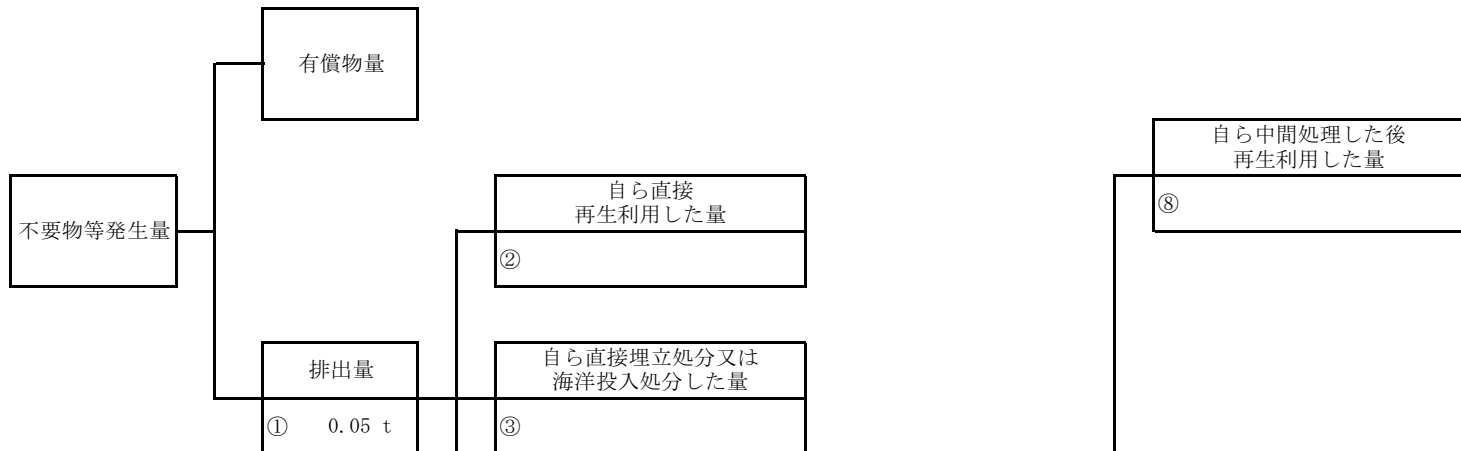 有償物量
自ら中間処理した後
再生利用した量
⑧
不要物等発生量
自ら直接
再生利用した量
②
排出量
① 0.05 t
自ら直接埋立処分又は
海洋投入処分した量
③